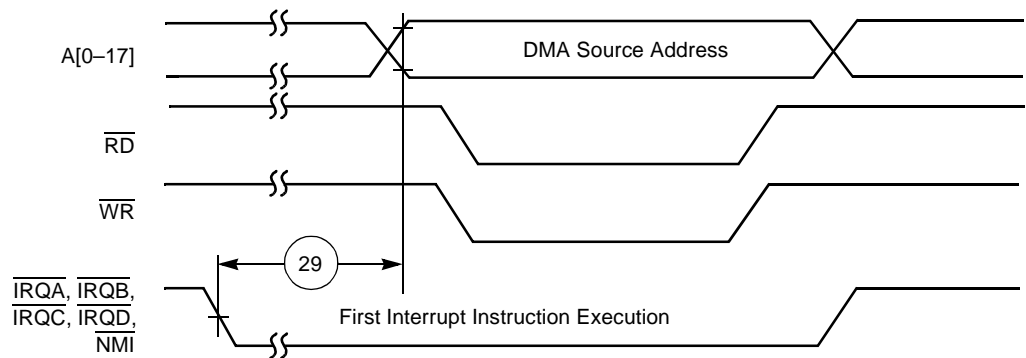 A[0–17]
DMA Source Address
RD
WR
29
IRQA, IRQB,
IRQC, IRQD,
NMI
First Interrupt Instruction Execution